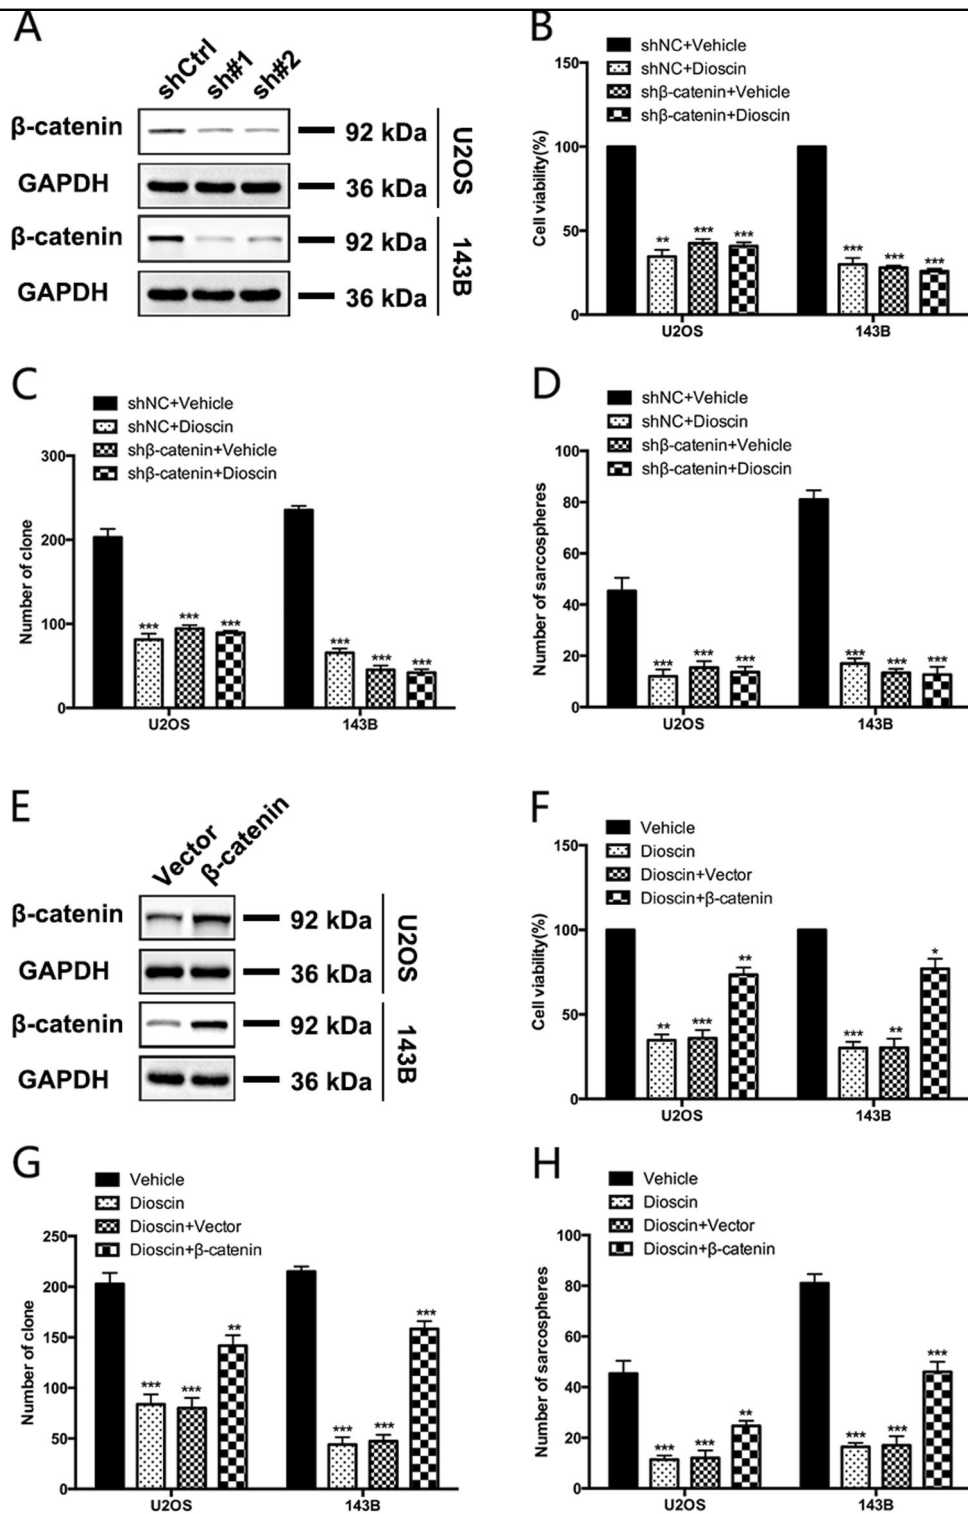 A
shCtrl
sh#1
sh#2
β-catenin
92 kDa
GAPDH
36 kDa
U2OS
β-catenin
92 kDa
GAPDH
36 kDa
143B
B
shNC+Vehicle
shNC+Dioscin
shβ-catenin+Vehicle
shβ-catenin+Dioscin
Cell viability(%)
150
100
50
0
** *** ***
*** *** ***
U2OS
143B
C
shNC+Vehicle
shNC+Dioscin
shβ-catenin+Vehicle
shβ-catenin+Dioscin
Number of clone
300
200
100
0
*** *** ***
*** *** ***
U2OS
143B
D
shNC+Vehicle
shNC+Dioscin
shβ-catenin+Vehicle
shβ-catenin+Dioscin
Number of sarcospheres
100
80
60
40
20
0
*** *** ***
*** *** ***
U2OS
143B
E
Vector
β-catenin
β-catenin
92 kDa
GAPDH
36 kDa
U2OS
β-catenin
92 kDa
GAPDH
36 kDa
143B
F
Vehicle
Dioscin
Dioscin+Vector
Dioscin+β-catenin
Cell viability(%)
150
100
50
0
** *** **
*** ** *
U2OS
143B
G
Vehicle
Dioscin
Dioscin+Vector
Dioscin+β-catenin
Number of clone
250
200
150
100
50
0
*** *** **
*** *** ***
U2OS
143B
H
Vehicle
Dioscin
Dioscin+Vector
Dioscin+β-catenin
Number of sarcospheres
100
80
60
40
20
0
*** *** **
*** *** ***
U2OS
143B